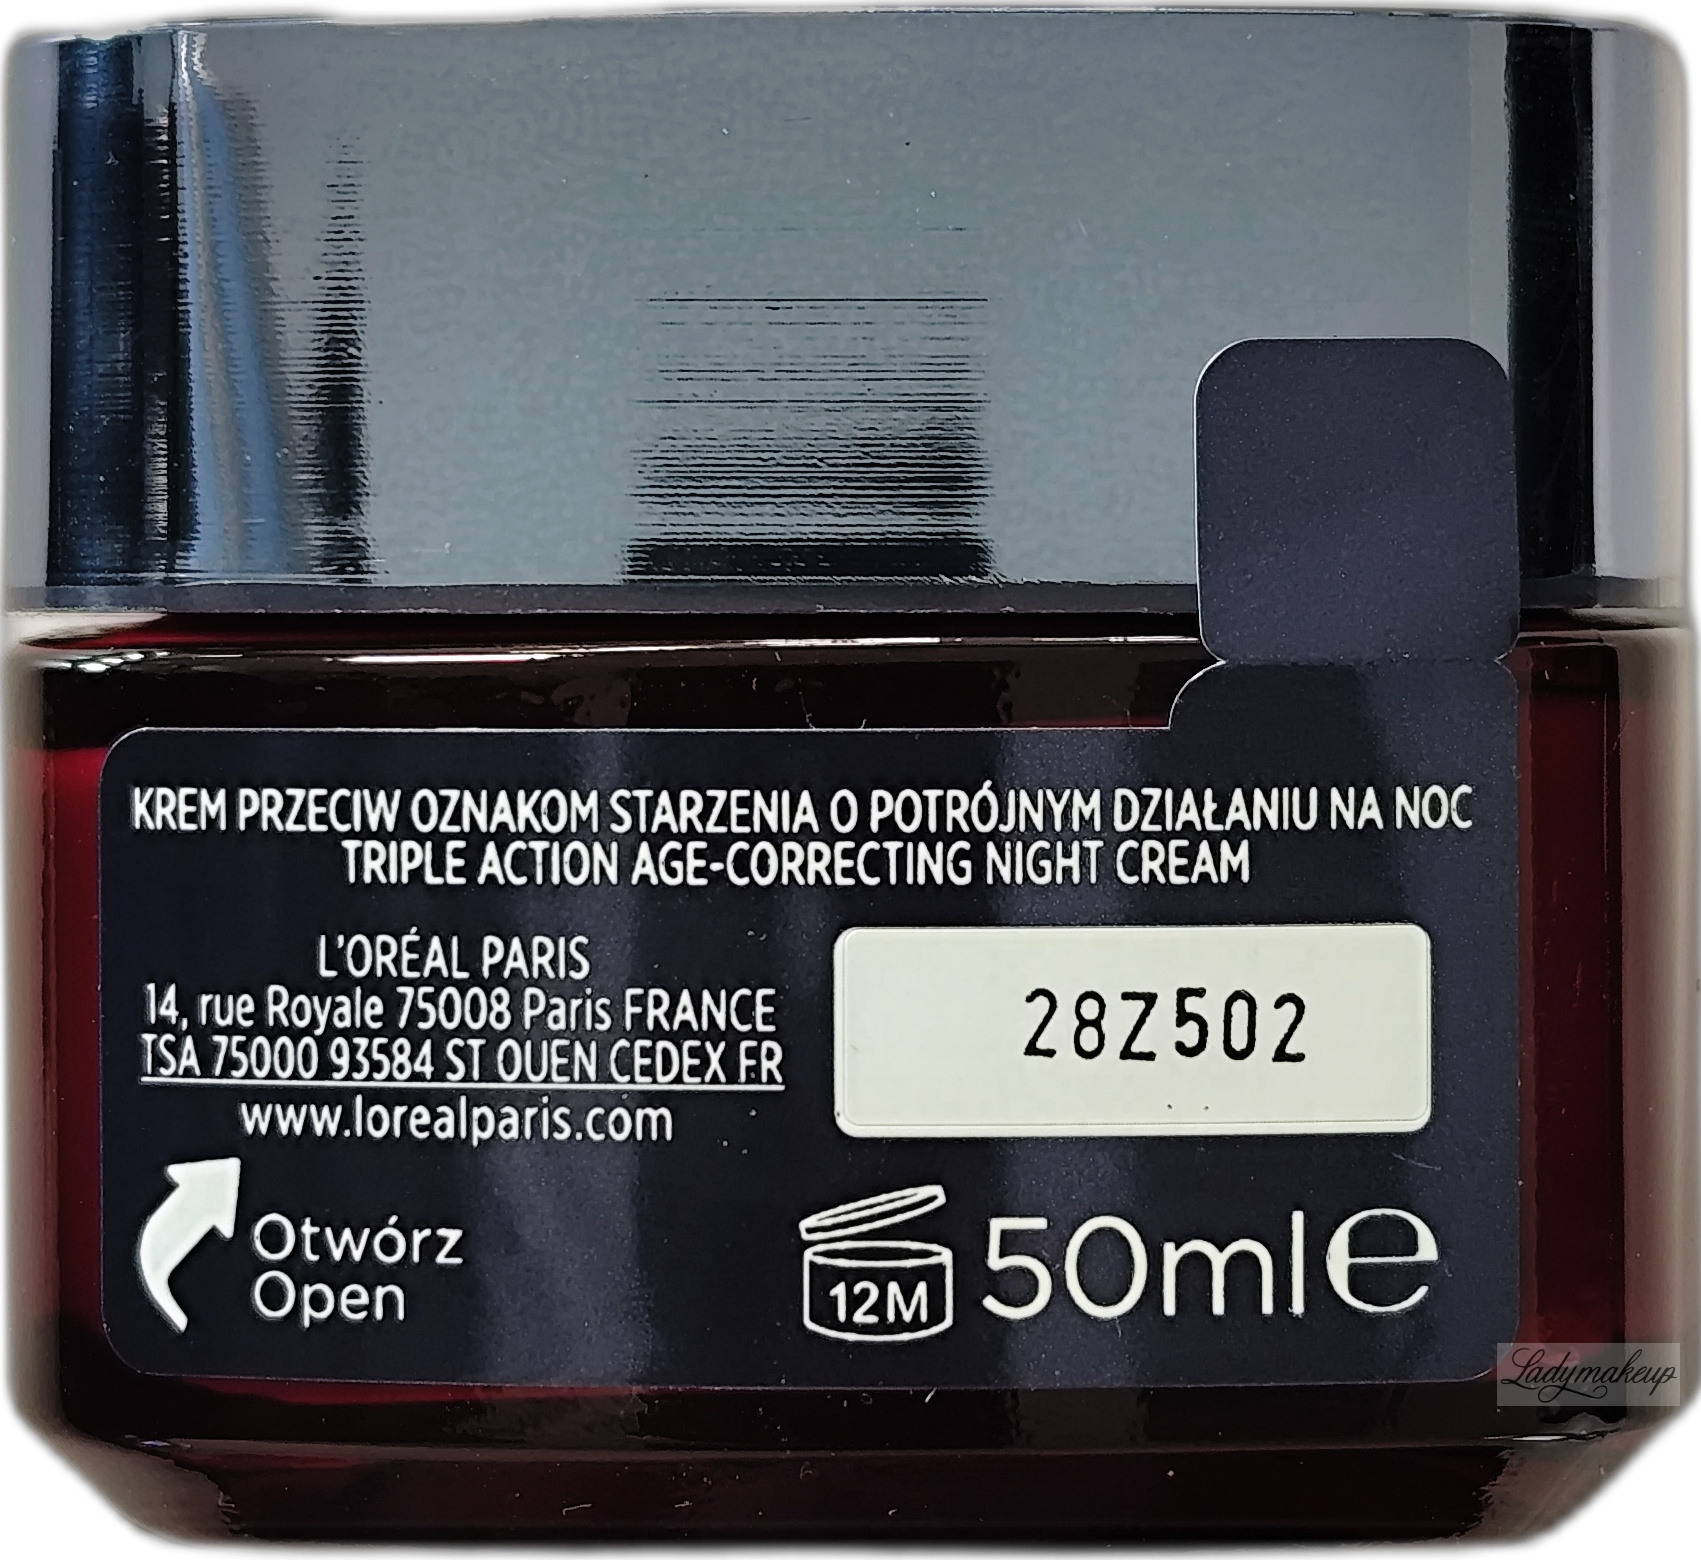 KREM PRZECIW OZNAKOM STARZENIA O POTRÓJNYM DZIAŁANIU NA NOC
TRIPLE ACTION AGE-CORRECTING NIGHT CREAM
L'ORÉAL PARIS
14, rue Royale 75008 Paris FRANCE
TSA 75000 93584 ST OUEN CEDEX FR
www.lorealparis.com
28Z502
Otwórz
Open
12M
50ml e
Ladymakeup